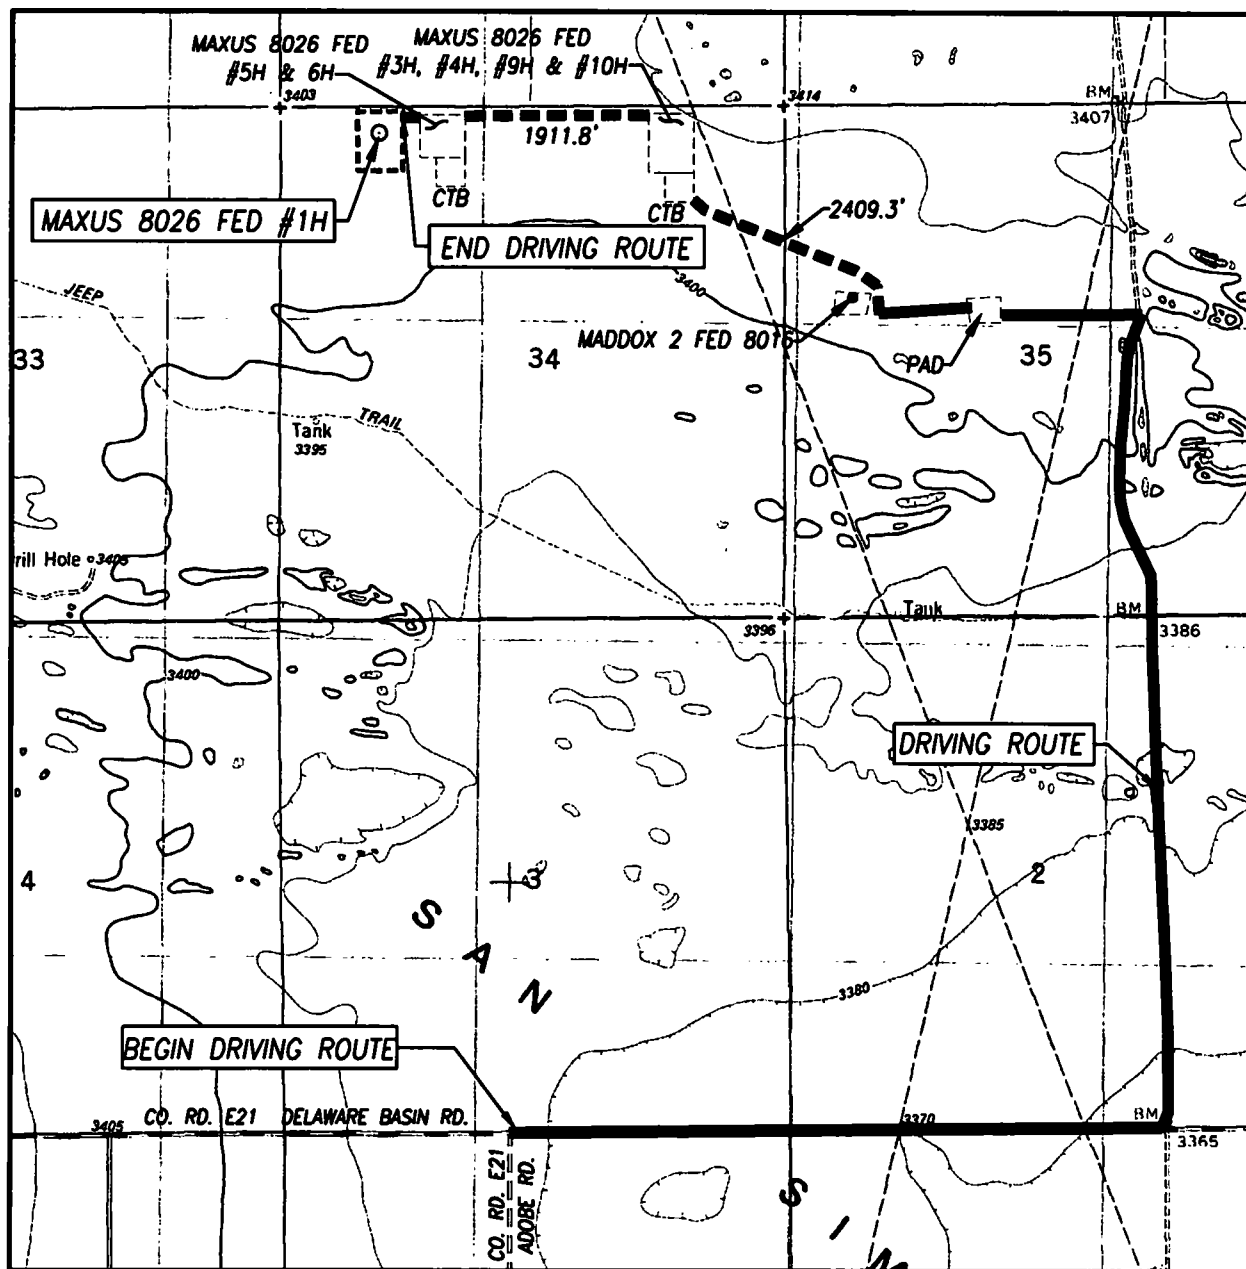 MAXUS 8026 FED
#5H & 6H
MAXUS 8026 FED
#3H, #4H, #9H & #10H
3403
3414
BM
3407
1911.8'
CTB
CTB
MAXUS 8026 FED #1H
END DRIVING ROUTE
2409.3'
3400
JEEP
MADDOX 2 FED 8016
PAD
33
34
35
TRAIL
Tank
3395
rill Hole
3405
3396
Tank
BM
3386
3400
DRIVING ROUTE
3385
4
3
2
SAN
3380
BEGIN DRIVING ROUTE
CO. RD. E21 DELAWARE BASIN RD.
3405
3370
BM
3365
CO. RD. E21
ADOBE RD.
SIM